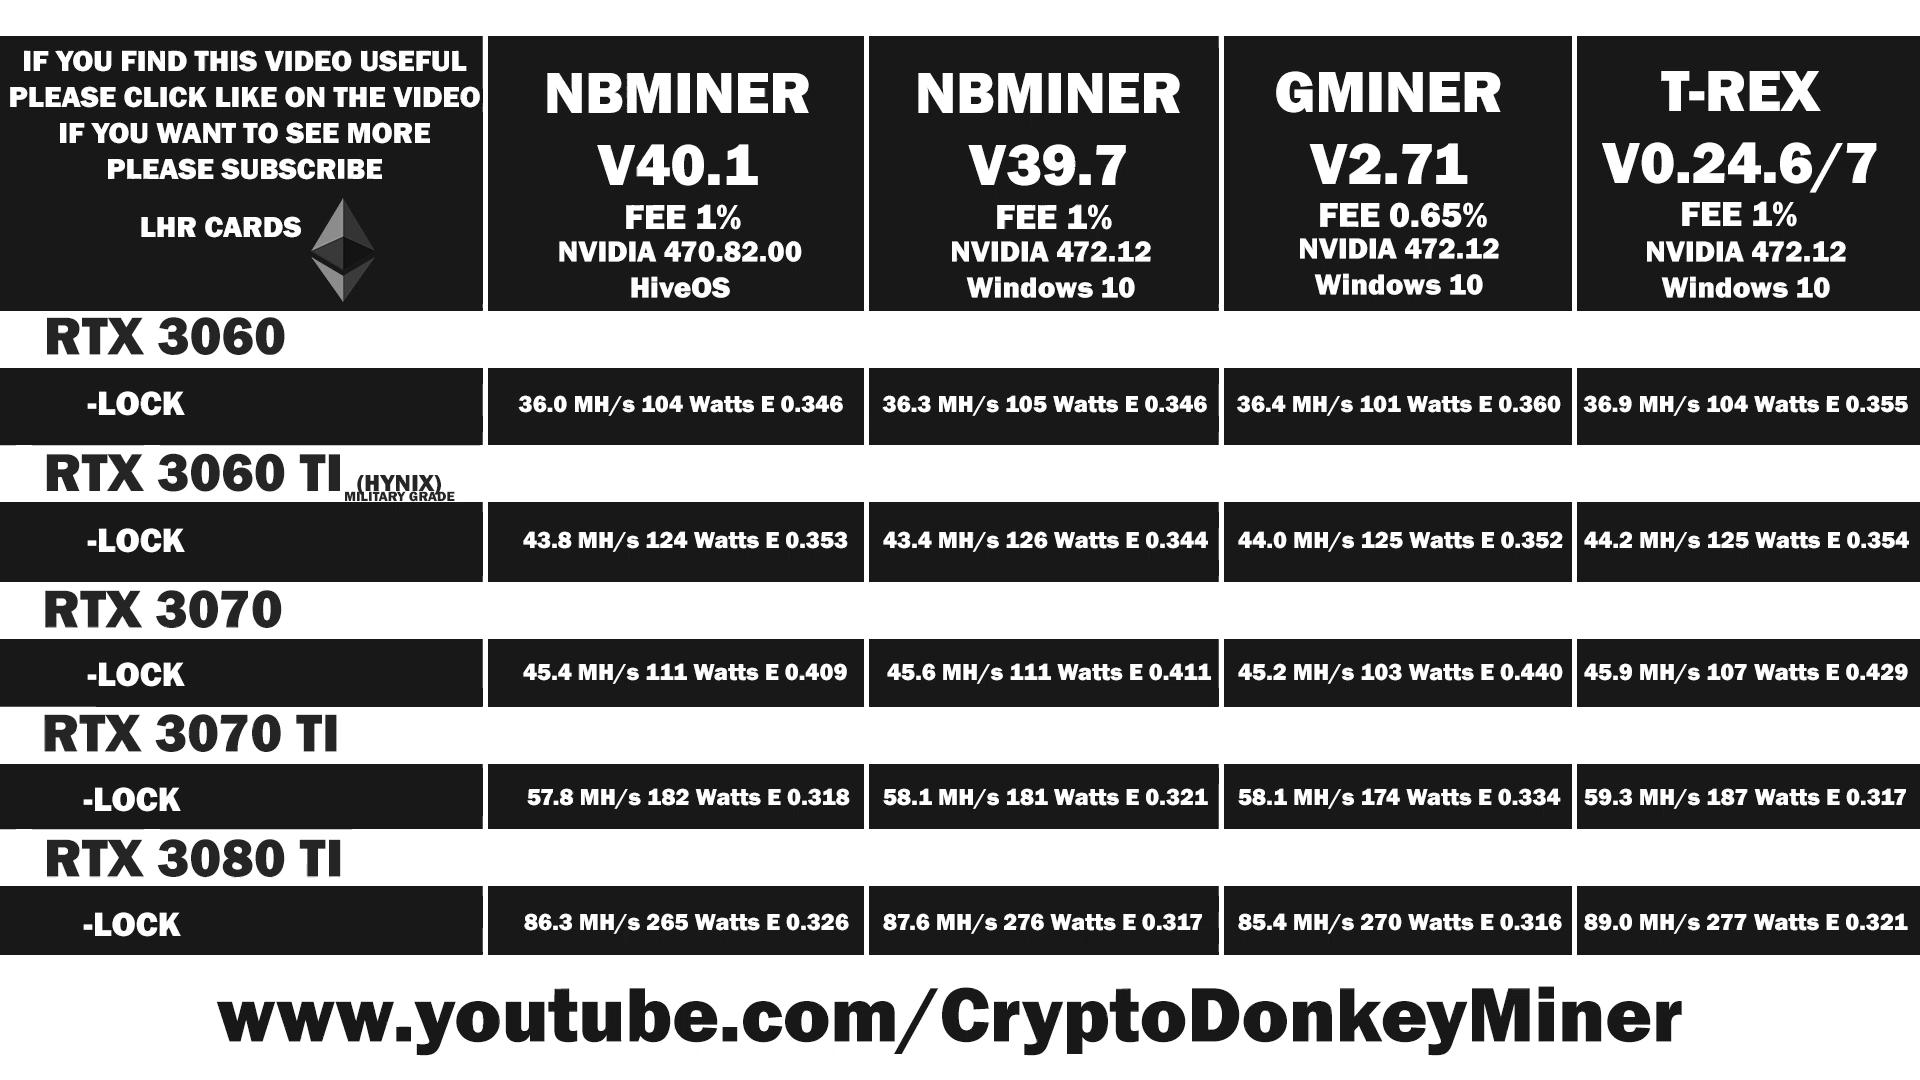 IF YOU FIND THIS VIDEO USEFUL
PLEASE CLICK LIKE ON THE VIDEO
IF YOU WANT TO SEE MORE
PLEASE SUBSCRIBE
LHR CARDS
NBMINER
V40.1
FEE 1%
NVIDIA 470.82.00
HiveOS
NBMINER
V39.7
FEE 1%
NVIDIA 472.12
Windows 10
GMINER
V2.71
FEE 0.65%
NVIDIA 472.12
Windows 10
T-REX
V0.24.6/7
FEE 1%
NVIDIA 472.12
Windows 10
RTX 3060
-LOCK 36.0 MH/s 104 Watts E 0.346 36.3 MH/s 105 Watts E 0.346 36.4 MH/s 101 Watts E 0.360 36.9 MH/s 104 Watts E 0.355
RTX 3060 TI (HYNIX)
MILITARY GRADE
-LOCK 43.8 MH/s 124 Watts E 0.353 43.4 MH/s 126 Watts E 0.344 44.0 MH/s 125 Watts E 0.352 44.2 MH/s 125 Watts E 0.354
RTX 3070
-LOCK 45.4 MH/s 111 Watts E 0.409 45.6 MH/s 111 Watts E 0.411 45.2 MH/s 103 Watts E 0.440 45.9 MH/s 107 Watts E 0.429
RTX 3070 TI
-LOCK 57.8 MH/s 182 Watts E 0.318 58.1 MH/s 181 Watts E 0.321 58.1 MH/s 174 Watts E 0.334 59.3 MH/s 187 Watts E 0.317
RTX 3080 TI
-LOCK 86.3 MH/s 265 Watts E 0.326 87.6 MH/s 276 Watts E 0.317 85.4 MH/s 270 Watts E 0.316 89.0 MH/s 277 Watts E 0.321
www.youtube.com/CryptoDonkeyMiner